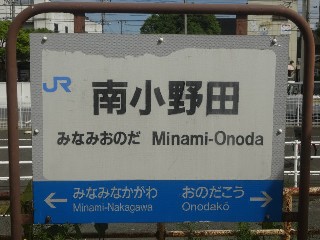 JR
南小野田
みなみおのだ Minami-Onoda
← みなみなかがわ おのだこう →
Minami-Nakagawa Onodakō